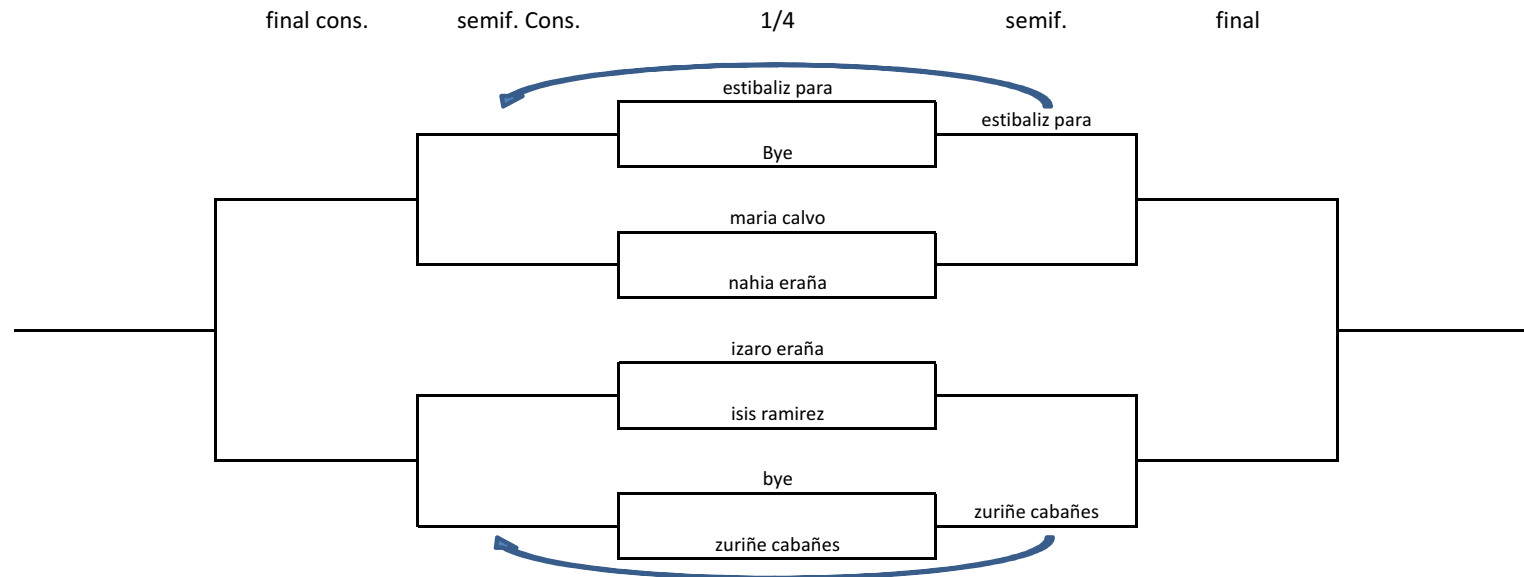 final cons. semif. Cons. 1/4 semif. final
estibaliz para
estibaliz para
Bye
maria calvo
nahia eraña
izaro eraña
isis ramirez
bye
zuriñe cabañes
zuriñe cabañes